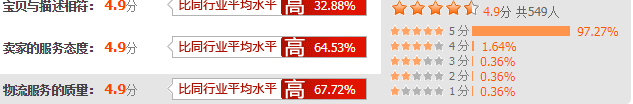 宝贝与描述相符： 4.9分 比同行业平均水平 高 32.88%
卖家的服务态度： 4.9分 比同行业平均水平 高 64.53%
物流服务的质量： 4.9分 比同行业平均水平 高 67.72%
4.9分 共549人
5分 97.27%
4分 1.64%
3分 0.36%
2分 0.36%
1分 0.36%